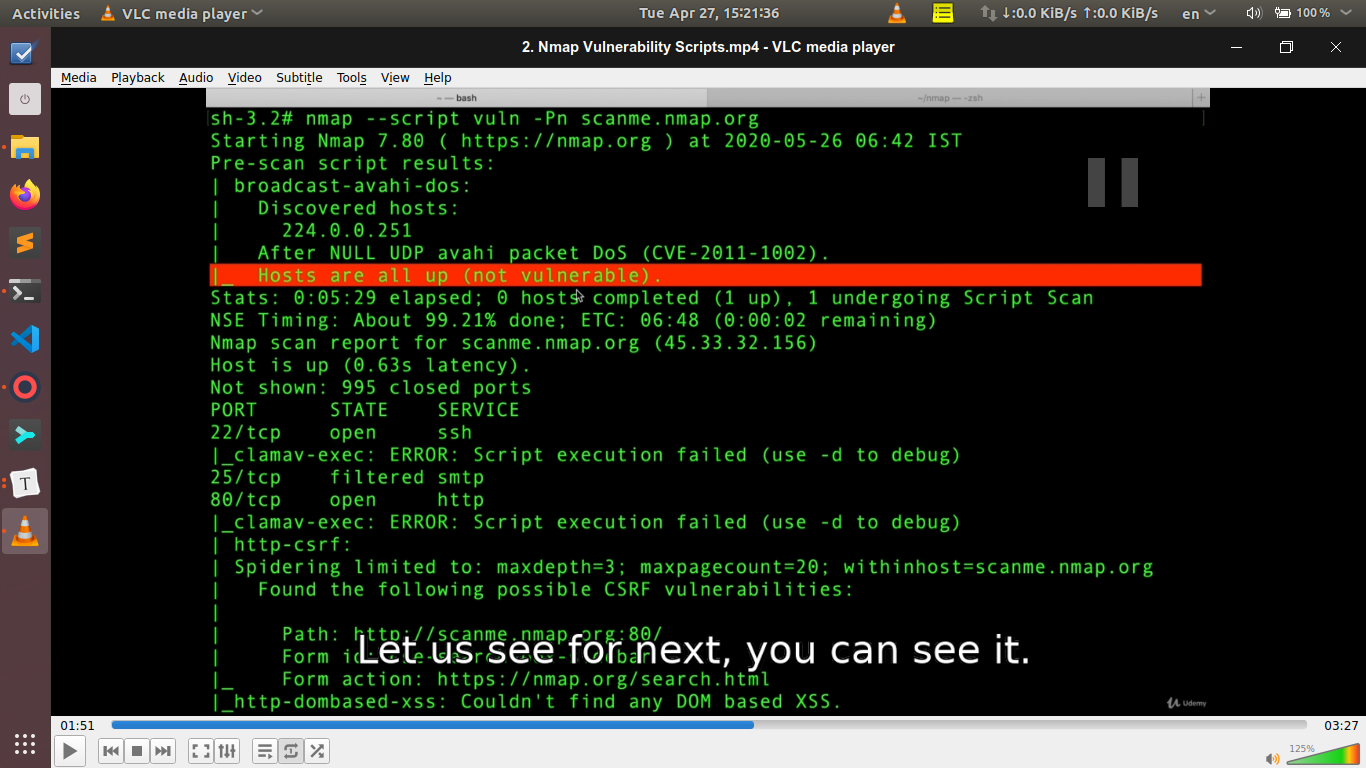 Activities VLC media player Tue Apr 27, 15:21:36 ↓:0.0 KiB/s ↑:0.0 KiB/s en 100 %
2. Nmap Vulnerability Scripts.mp4 - VLC media player
Media Playback Audio Video Subtitle Tools View Help
~ — bash ~/nmap — -zsh +
sh-3.2# nmap --script vuln -Pn scanme.nmap.org
Starting Nmap 7.80 ( https://nmap.org ) at 2020-05-26 06:42 IST
Pre-scan script results:
| broadcast-avahi-dos:
|   Discovered hosts:
|     224.0.0.251
|   After NULL UDP avahi packet DoS (CVE-2011-1002).
|_  Hosts are all up (not vulnerable).
Stats: 0:05:29 elapsed; 0 hosts completed (1 up), 1 undergoing Script Scan
NSE Timing: About 99.21% done; ETC: 06:48 (0:00:02 remaining)
Nmap scan report for scanme.nmap.org (45.33.32.156)
Host is up (0.63s latency).
Not shown: 995 closed ports
PORT      STATE    SERVICE
22/tcp    open     ssh
|_clamav-exec: ERROR: Script execution failed (use -d to debug)
25/tcp    filtered smtp
80/tcp    open     http
|_clamav-exec: ERROR: Script execution failed (use -d to debug)
| http-csrf:
| Spidering limited to: maxdepth=3; maxpagecount=20; withinhost=scanme.nmap.org
|   Found the following possible CSRF vulnerabilities:
|
|     Path: http://scanme.nmap.org:80/
Let us see for next, you can see it.
|     Form
|_    Form action: https://nmap.org/search.html
|_http-dombased-xss: Couldn't find any DOM based XSS.
Udemy
01:51 03:27
125%